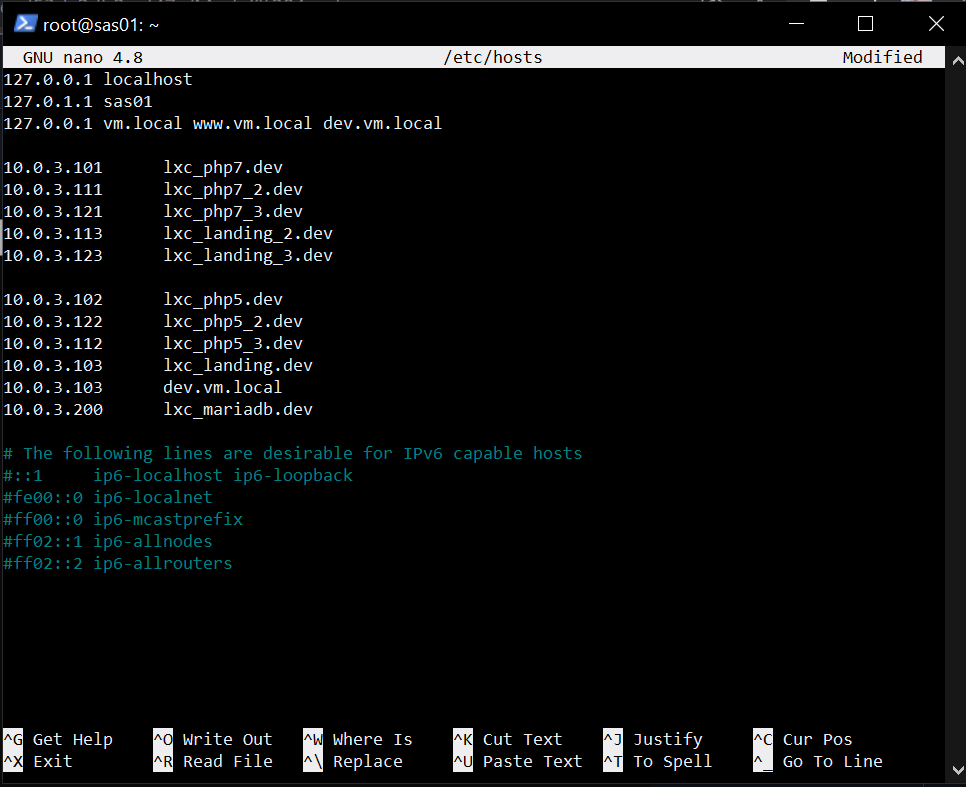 root@sas01: ~
GNU nano 4.8 /etc/hosts Modified
127.0.0.1 localhost
127.0.1.1 sas01
127.0.0.1 vm.local www.vm.local dev.vm.local
10.0.3.101 lxc_php7.dev
10.0.3.111 lxc_php7_2.dev
10.0.3.121 lxc_php7_3.dev
10.0.3.113 lxc_landing_2.dev
10.0.3.123 lxc_landing_3.dev
10.0.3.102 lxc_php5.dev
10.0.3.122 lxc_php5_2.dev
10.0.3.112 lxc_php5_3.dev
10.0.3.103 lxc_landing.dev
10.0.3.103 dev.vm.local
10.0.3.200 lxc_mariadb.dev
# The following lines are desirable for IPv6 capable hosts
#::1 ip6-localhost ip6-loopback
#fe00::0 ip6-localnet
#ff00::0 ip6-mcastprefix
#ff02::1 ip6-allnodes
#ff02::2 ip6-allrouters
^G Get Help ^O Write Out ^W Where Is ^K Cut Text ^J Justify ^C Cur Pos
^X Exit ^R Read File ^\ Replace ^U Paste Text ^T To Spell ^_ Go To Line